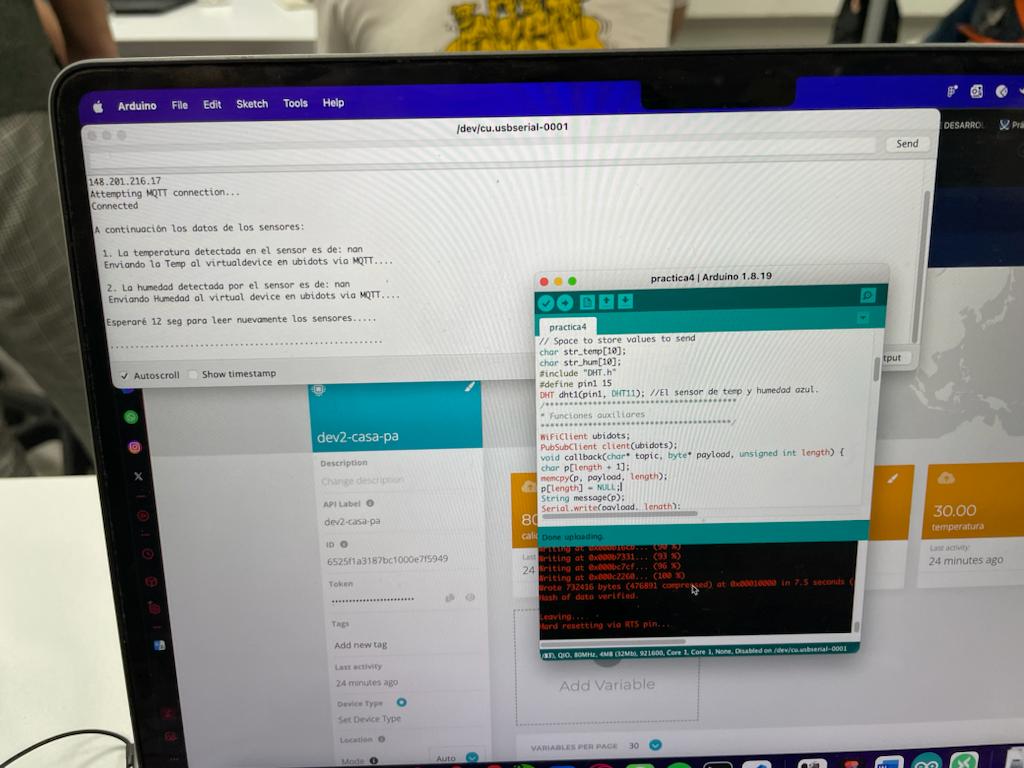 Arduino File Edit Sketch Tools Help
/dev/cu.usbserial-0001
DESARROL
Prá
Send
148.201.216.17
Attempting MQTT connection...
Connected
A continuación los datos de los sensores:
1. La temperatura detectada en el sensor es de: nan
Enviando la Temp al virtualdevice en ubidots via MQTT....
2. La humedad detectada por el sensor es de: nan
Enviando Humedad al virtual device en ubidots via MQTT....
Esperaré 12 seg para leer nuevamente los sensores.....
..................................................
Autoscroll Show timestamp
tput
practica4 | Arduino 1.8.19
practica4
// Space to store values to send
char str_temp[10];
char str_hum[10];
#include "DHT.h"
#define pin1 15
DHT dht1(pin1, DHT11); //El sensor de temp y humedad azul.
/****************************************
* Funciones auxiliares
****************************************/
WiFiClient ubidots;
PubSubClient client(ubidots);
void callback(char* topic, byte* payload, unsigned int length) {
char p[length + 1];
memcpy(p, payload, length);
p[length] = NULL;
String message(p);
Serial.write(payload, length);
Done uploading.
Writing at (90 %)
Writing at 0x000b7331... (93 %)
Writing at 0x000bc7cf... (96 %)
Writing at 0x000c2260... (100 %)
Wrote 732416 bytes (476891 compressed) at 0x00010000 in 7.5 seconds (
Hash of data verified.
Leaving...
Hard resetting via RTS pin...
QIO, 80MHz, 4MB (32Mb), 921600, Core 1, Core 1, None, Disabled on /dev/cu.usbserial-0001
dev2-casa-pa
Description
Change description
API Label
dev2-casa-pa
ID
6525f1a3187bc1000e7f5949
Token
••••••••••••••••••••••••
Tags
Add new tag
Last activity
24 minutes ago
Device Type
Set Device Type
Location
Mode Auto
80
Last
24
30.00
temperatura
Last activity:
24 minutes ago
Add Variable
VARIABLES PER PAGE 30